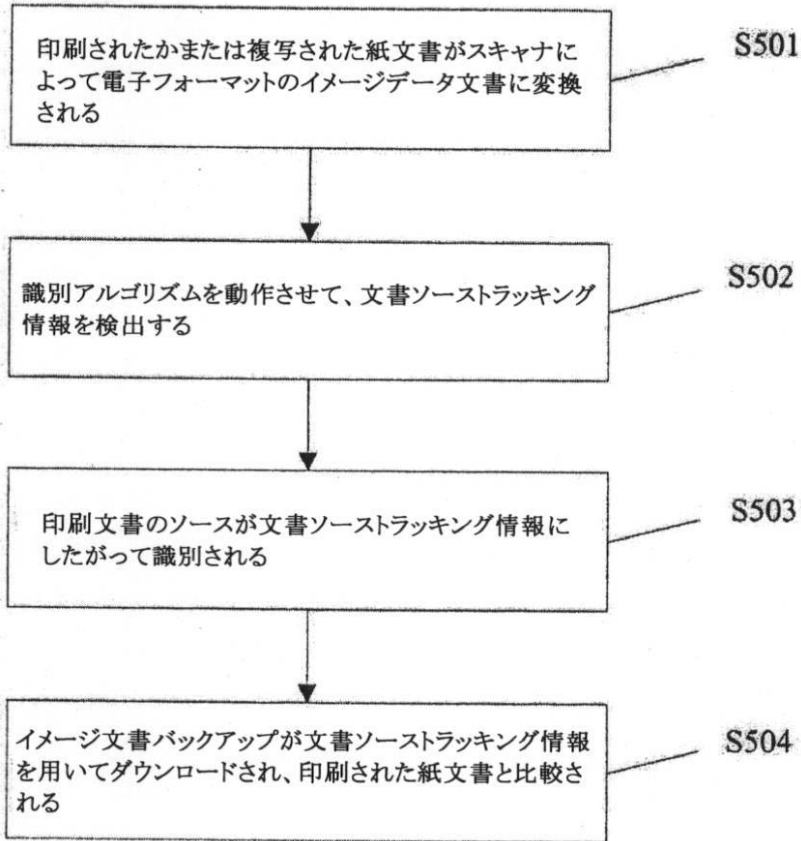 印刷されたかまたは複写された紙文書がスキャナに
よって電子フォーマットのイメージデータ文書に変換
される
S501
識別アルゴリズムを動作させて、文書ソーストラッキング
情報を検出する
S502
印刷文書のソースが文書ソーストラッキング情報に
したがって識別される
S503
イメージ文書バックアップが文書ソーストラッキング情報
を用いてダウンロードされ、印刷された紙文書と比較さ
れる
S504